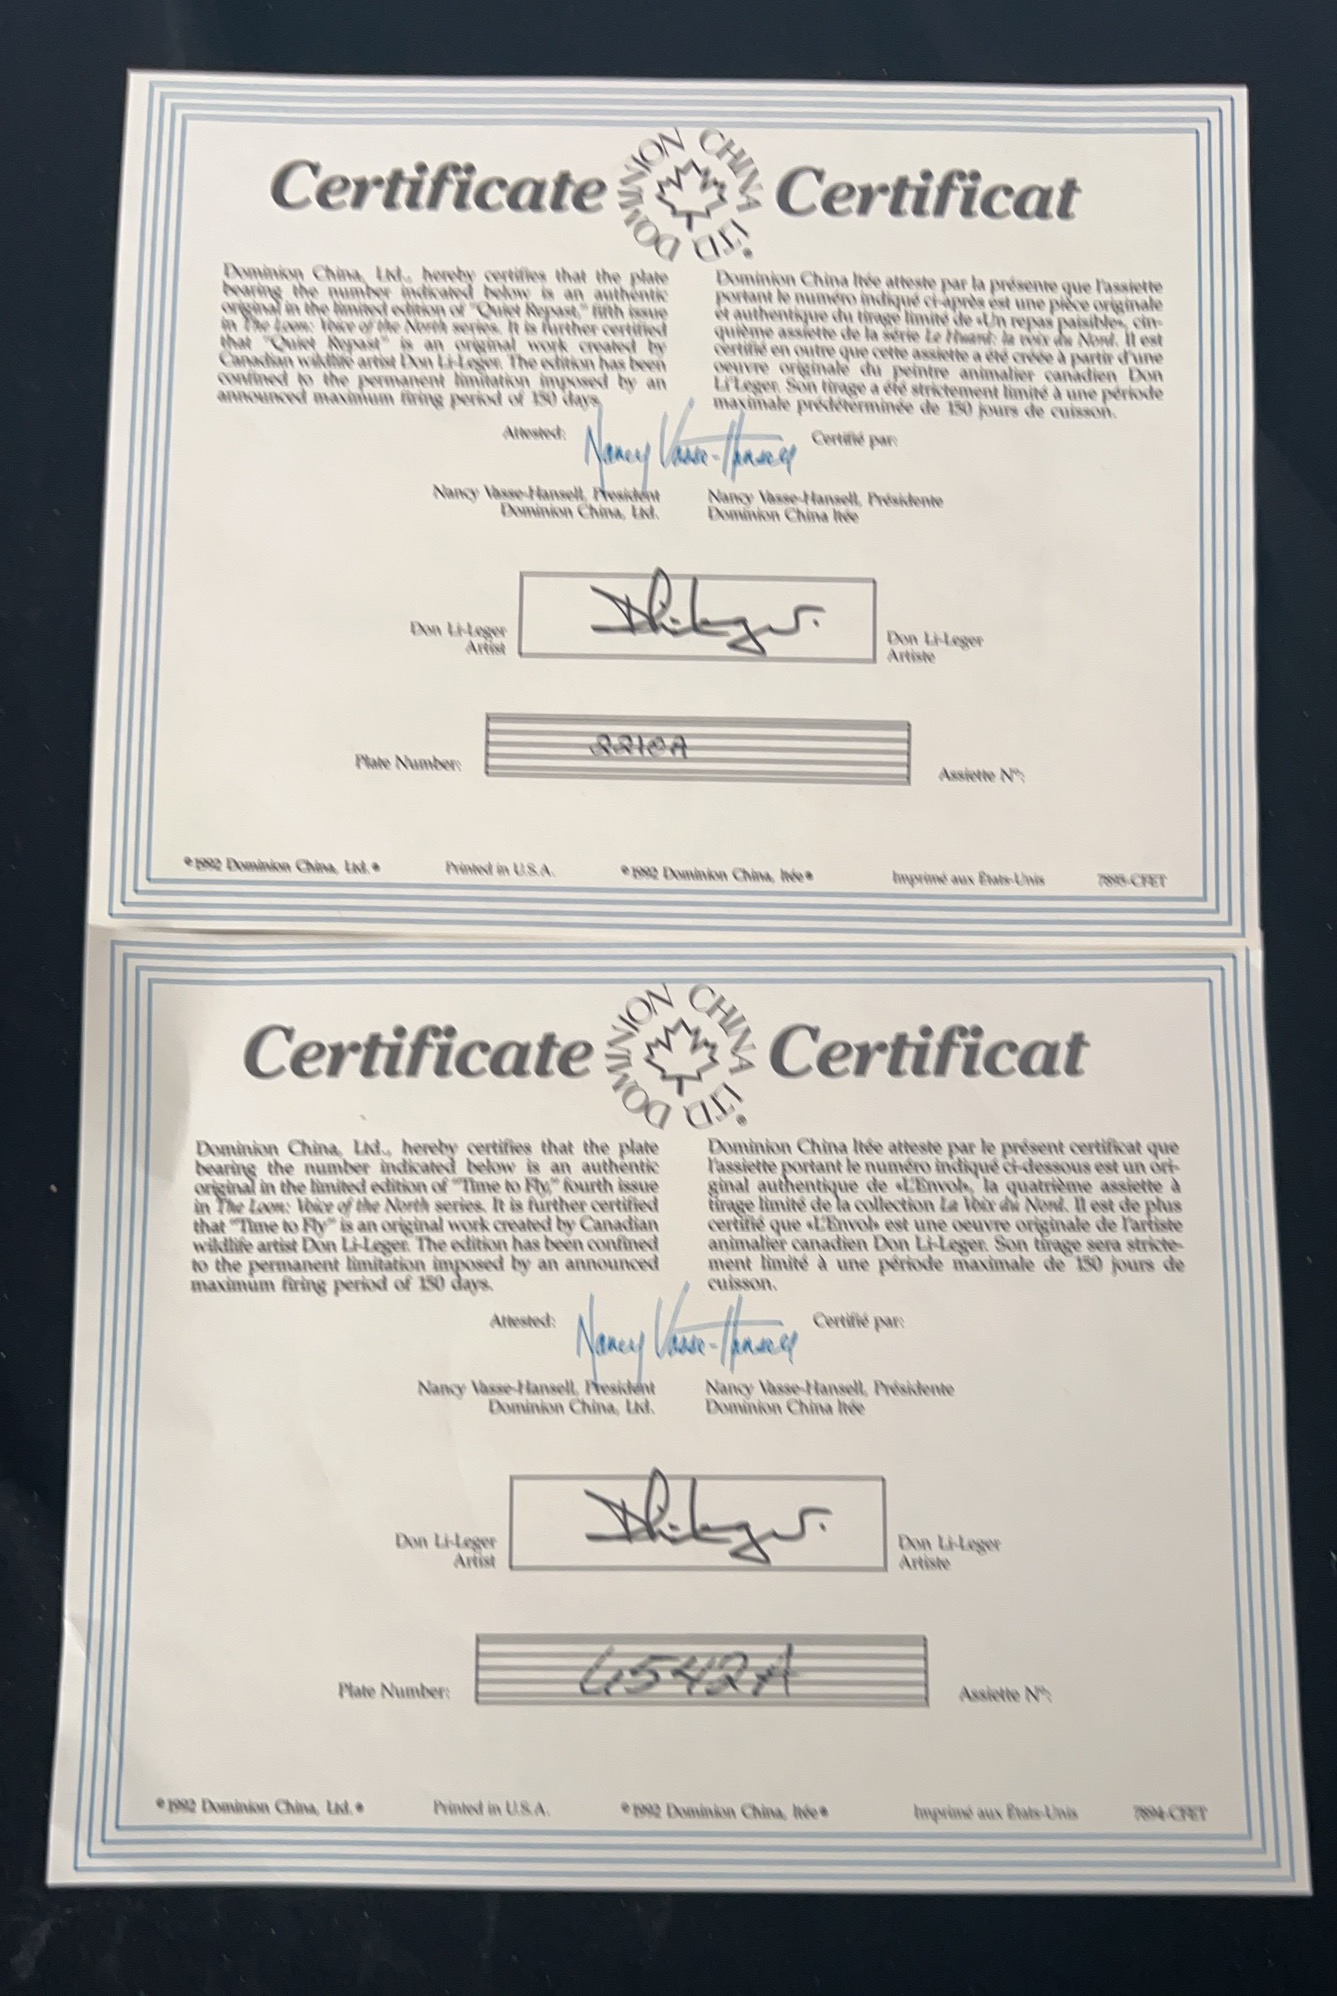 Certificate DOMINION CHINA LTD.® Certificat
Dominion China, Ltd., hereby certifies that the plate
bearing the number indicated below is an authentic
original in the limited edition of "Quiet Repast," fifth issue
in The Loon: Voice of the North series. It is further certified
that "Quiet Repast" is an original work created by
Canadian wildlife artist Don Li-Leger. The edition has been
confined to the permanent limitation imposed by an
announced maximum firing period of 150 days.
Dominion China ltée atteste par la présente que l'assiette
portant le numéro indiqué ci-après est une pièce originale
et authentique du tirage limité de «Un repas paisible», cin-
quième assiette de la série Le Huard: la voix du Nord. Il est
certifié en outre que cette assiette a été créée à partir d'une
oeuvre originale du peintre animalier canadien Don
Li'Leger. Son tirage a été strictement limité à une période
maximale prédéterminée de 150 jours de cuisson.
Attested: Nancy Vasse-Hansell Certifié par:
Nancy Vasse-Hansell, President
Dominion China, Ltd.
Nancy Vasse-Hansell, Présidente
Dominion China ltée
Don Li-Leger
Artist
Don Li-Leger
Artiste
Plate Number: 2210A Assiette N°:
©1992 Dominion China, Ltd.® Printed in U.S.A. ©1992 Dominion China, ltée® Imprimé aux États-Unis 7895-CFET
Certificate DOMINION CHINA LTD.® Certificat
Dominion China, Ltd., hereby certifies that the plate
bearing the number indicated below is an authentic
original in the limited edition of "Time to Fly," fourth issue
in The Loon: Voice of the North series. It is further certified
that "Time to Fly" is an original work created by Canadian
wildlife artist Don Li-Leger. The edition has been confined
to the permanent limitation imposed by an announced
maximum firing period of 150 days.
Dominion China ltée atteste par le présent certificat que
l'assiette portant le numéro indiqué ci-dessous est un ori-
ginal authentique de «L'Envol», la quatrième assiette à
tirage limité de la collection La Voix du Nord. Il est de plus
certifié que «L'Envol» est une oeuvre originale de l'artiste
animalier canadien Don Li-Leger. Son tirage sera stricte-
ment limité à une période maximale de 150 jours de
cuisson.
Attested: Nancy Vasse-Hansell Certifié par:
Nancy Vasse-Hansell, President
Dominion China, Ltd.
Nancy Vasse-Hansell, Présidente
Dominion China ltée
Don Li-Leger
Artist
Don Li-Leger
Artiste
Plate Number: 6542A Assiette N°:
©1992 Dominion China, Ltd.® Printed in U.S.A. ©1992 Dominion China, ltée® Imprimé aux États-Unis 7894-CFET